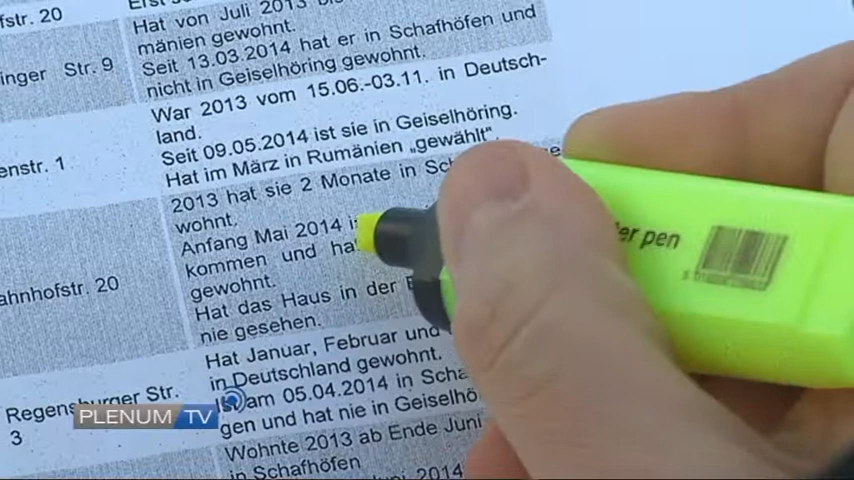 fstr. 20
Hat von Juli 2013 bis
mänien gewohnt.
Seit 13.03.2014 hat er in Schafhöfen und
nicht in Geiselhöring gewohnt.
inger Str. 9
War 2013 vom 15.06.-03.11. in Deutsch-
land.
Seit 09.05.2014 ist sie in Geiselhöring.
Hat im März in Rumänien „gewählt“.
enstr. 1
2013 hat sie 2 Monate in
wohnt.
Anfang Mai 2014
kommen und
gewohnt.
Hat das Haus in der
nie gesehen.
ahnhofstr. 20
Hat Januar, Februar und
in Deutschland gewohnt.
Ist am 05.04.2014 in
gen und hat nie in
Regensburger Str.
3
Wohnte 2013 ab Ende Juni
in Schafhöfen
2014
pen
PLENUM TV